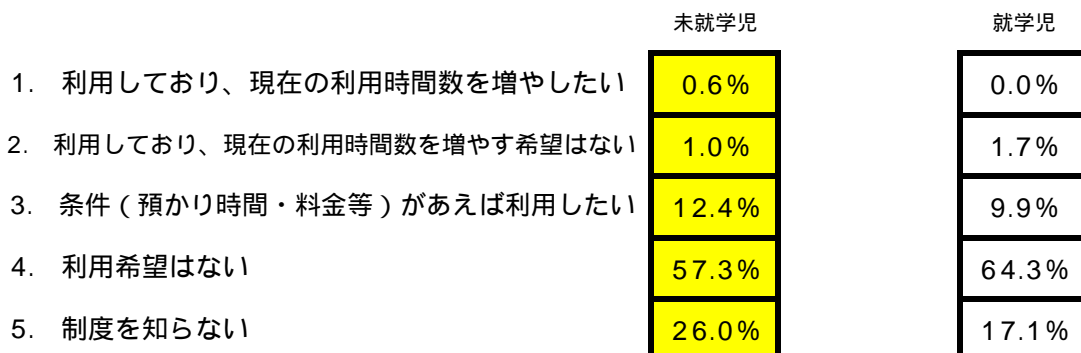 未就学児 就学児
1. 利用しており、現在の利用時間数を増やしたい 0.6% 0.0%
2. 利用しており、現在の利用時間数を増やす希望はない 1.0% 1.7%
3. 条件(預かり時間・料金等)があえば利用したい 12.4% 9.9%
4. 利用希望はない 57.3% 64.3%
5. 制度を知らない 26.0% 17.1%